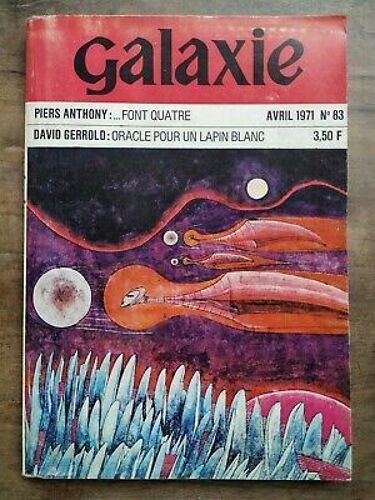 galaxie
PIERS ANTHONY:... FONT QUATRE
AVRIL 1971 N° 83
DAVID GERROLD: ORACLE POUR UN LAPIN BLANC
3,50 F